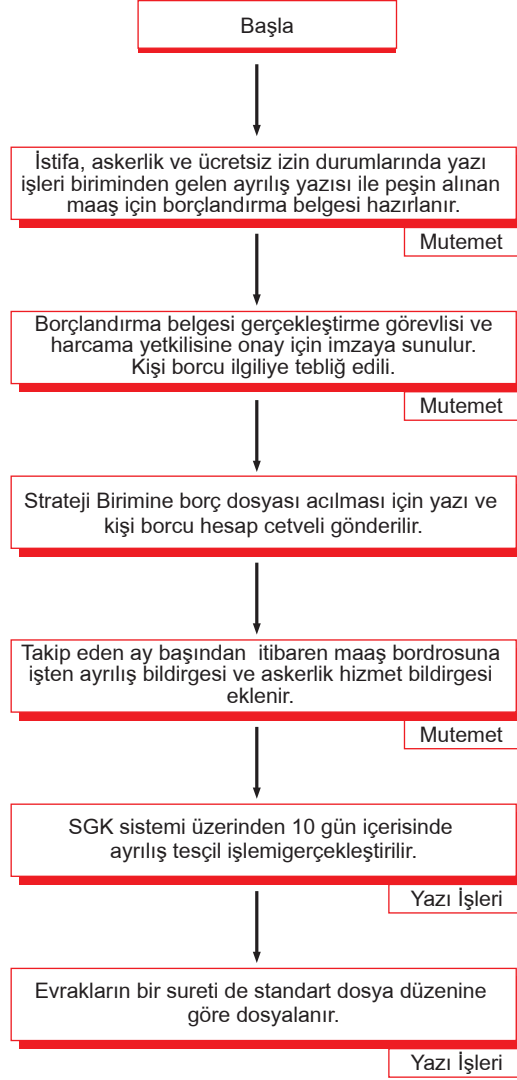 Başla
İstifa, askerlik ve ücretsiz izin durumlarında yazı
işleri biriminden gelen ayrılış yazısı ile peşin alınan
maaş için borçlandırma belgesi hazırlanır.
Mutemet
Borçlandırma belgesi gerçekleştirme görevlisi ve
harcama yetkilisine onay için imzaya sunulur.
Kişi borcu ilgiliye tebliğ edili.
Mutemet
Strateji Birimine borç dosyası acılması için yazı ve
kişi borcu hesap cetveli gönderilir.
Takip eden ay başından  itibaren maaş bordrosuna
işten ayrılış bildirgesi ve askerlik hizmet bildirgesi
eklenir.
Mutemet
SGK sistemi üzerinden 10 gün içerisinde
ayrılış tesçil işlemigerçekleştirilir.
Yazı İşleri
Evrakların bir sureti de standart dosya düzenine
göre dosyalanır.
Yazı İşleri